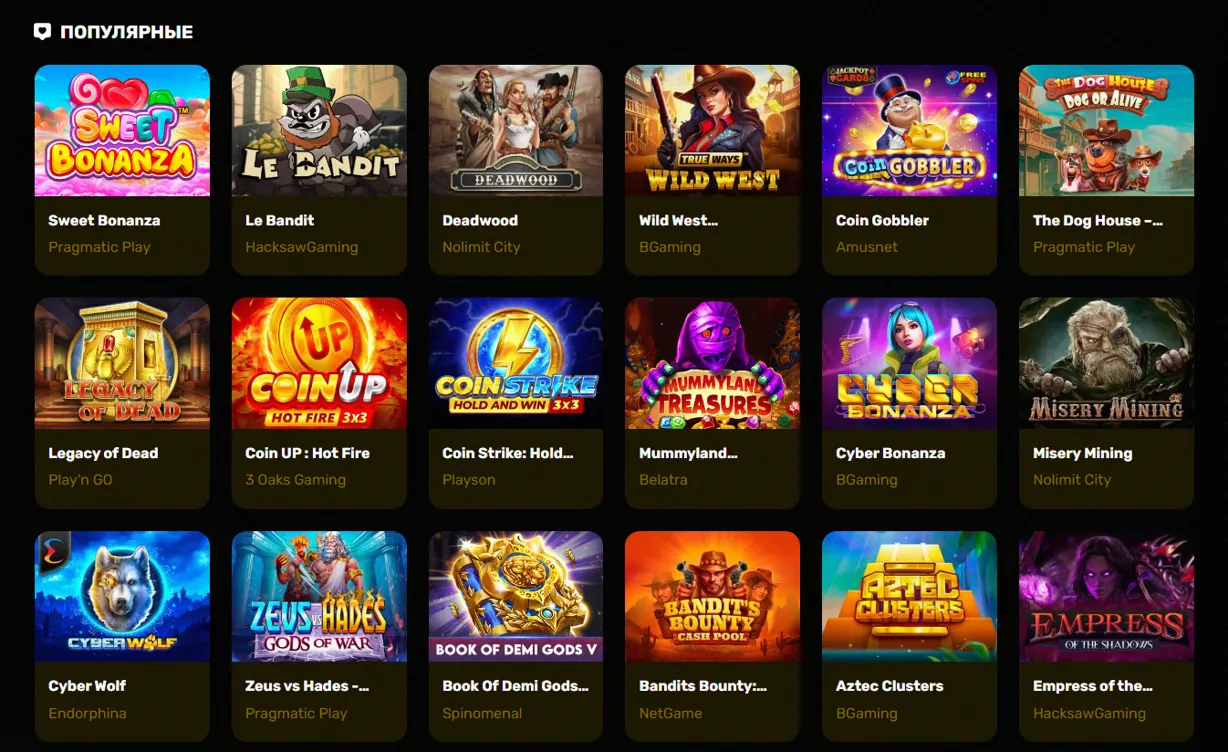 ПОПУЛЯРНЫЕ
SWEET
BONANZA
TM
LE BANDIT
DEADWOOD
TRUE WAYS
WILD WEST
JACKPOT
CARDS
FREE
SPINS
COIN GOBBLER
THE DOG HOUSE
DOG OR ALIVE
Sweet Bonanza
Le Bandit
Deadwood
Wild West...
Coin Gobbler
The Dog House –...
Pragmatic Play
HacksawGaming
Nolimit City
BGaming
Amusnet
Pragmatic Play
LEGACY
OF DEAD
UP
COIN UP
HOT FIRE 3x3
COIN STRIKE
HOLD AND WIN 3X3
MUMMYLAND
TREASURES
CYBER
BONANZA
MISERY MINING
Legacy of Dead
Coin UP : Hot Fire
Coin Strike: Hold...
Mummyland...
Cyber Bonanza
Misery Mining
Play'n GO
3 Oaks Gaming
Playson
Belatra
BGaming
Nolimit City
CYBERWOLF
ZEUS VS HADES
GODS OF WAR
BOOK OF DEMI GODS V
BANDIT'S
BOUNTY
CASH POOL
AZTEC
CLUSTERS
EMPRESS
OF THE SHADOWS
Cyber Wolf
Zeus vs Hades -...
Book Of Demi Gods...
Bandits Bounty:...
Aztec Clusters
Empress of the...
Endorphina
Pragmatic Play
Spinomenal
NetGame
BGaming
HacksawGaming